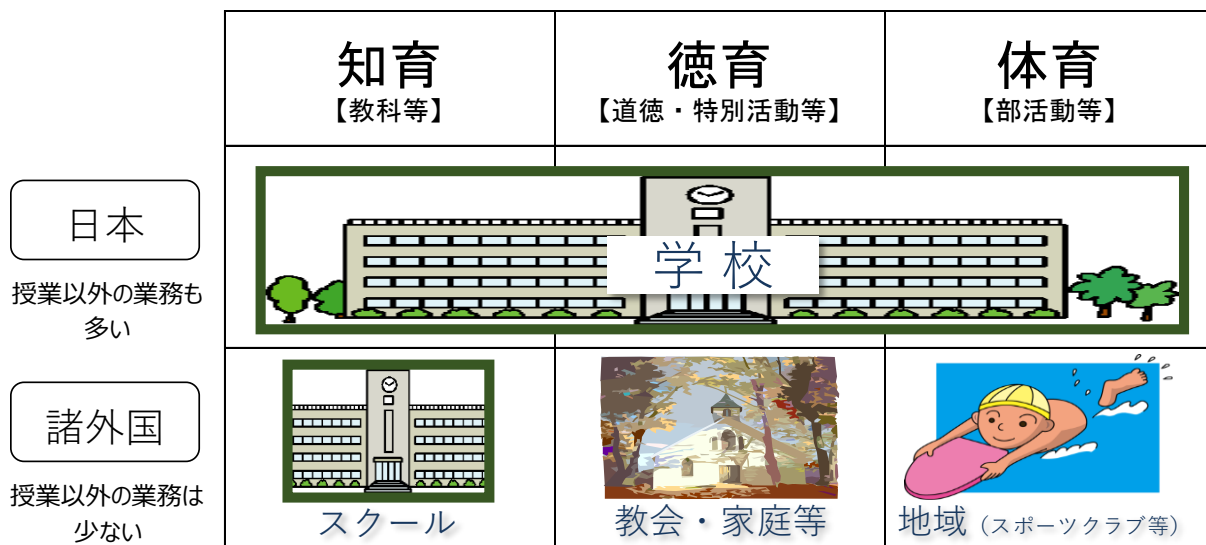 知育
【教科等】
徳育
【道徳・特別活動等】
体育
【部活動等】
日本
授業以外の業務も
多い
学校
諸外国
授業以外の業務は
少ない
スクール
教会・家庭等
地域（スポーツクラブ等）